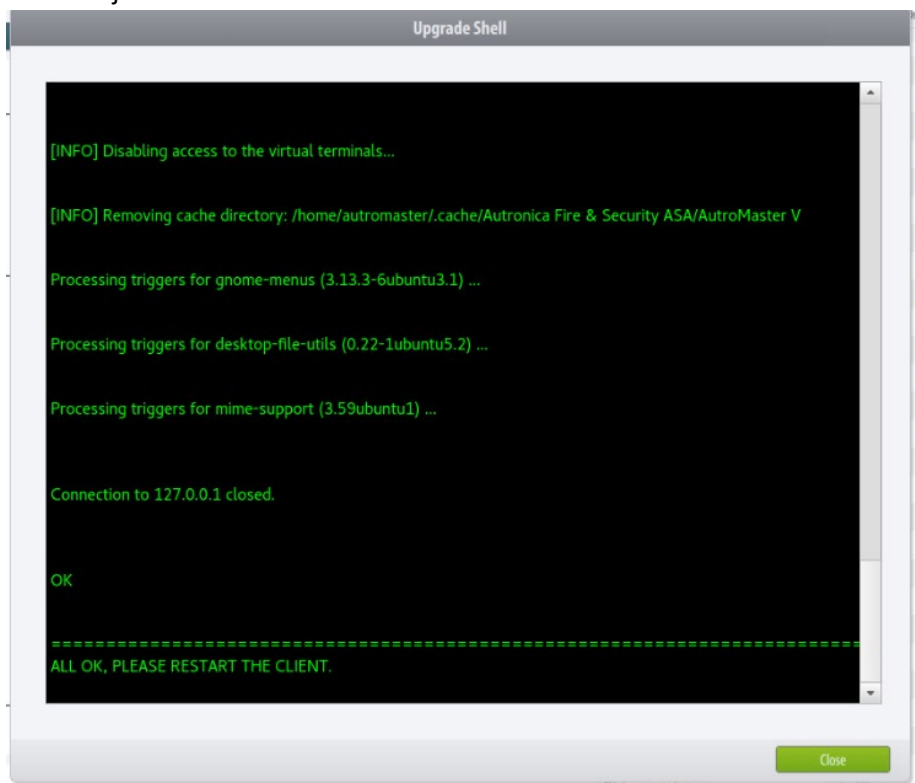 Upgrade Shell
[INFO] Disabling access to the virtual terminals...
[INFO] Removing cache directory: /home/autromaster/.cache/Autronica Fire & Security ASA/AutroMaster V
Processing triggers for gnome-menus (3.13.3-6ubuntu3.1) ...
Processing triggers for desktop-file-utils (0.22-1ubuntu5.2) ...
Processing triggers for mime-support (3.59ubuntu1) ...
Connection to 127.0.0.1 closed.
OK
==========================================================================
ALL OK, PLEASE RESTART THE CLIENT.
Close